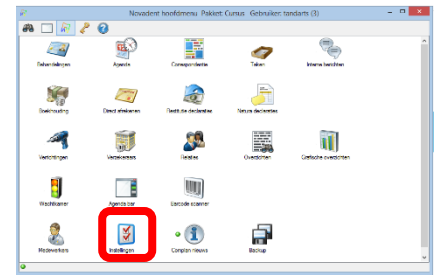 Novadent hoofdmenu Pakket: Cursus Gebruiker: tandarts (3)
Behandelingen Agenda Correspondentie Taken Interne berichten
Boekhouding Direct afrekenen Restitutie declaraties Natura declaraties
Verrichtingen Verzekeraars Relaties Overzichten Grafische overzichten
Wachtkamer Agenda bar Barcode scanner
Medewerkers Instellingen Complan nieuws Backup